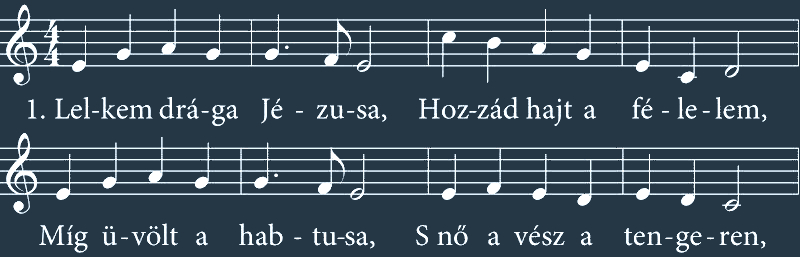 1. Lel-kem drá-ga Jé - zu-sa, Hoz-zád hajt a fé - le - lem,
Míg ü - völt a hab - tu-sa, S nő a vész a ten-ge-ren,